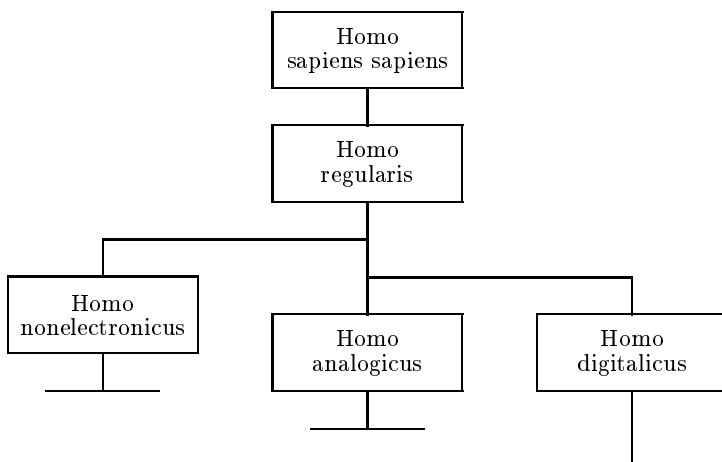 Homo
sapiens sapiens
Homo
regularis
Homo
nonelectronicus
Homo
analogicus
Homo
digitalicus